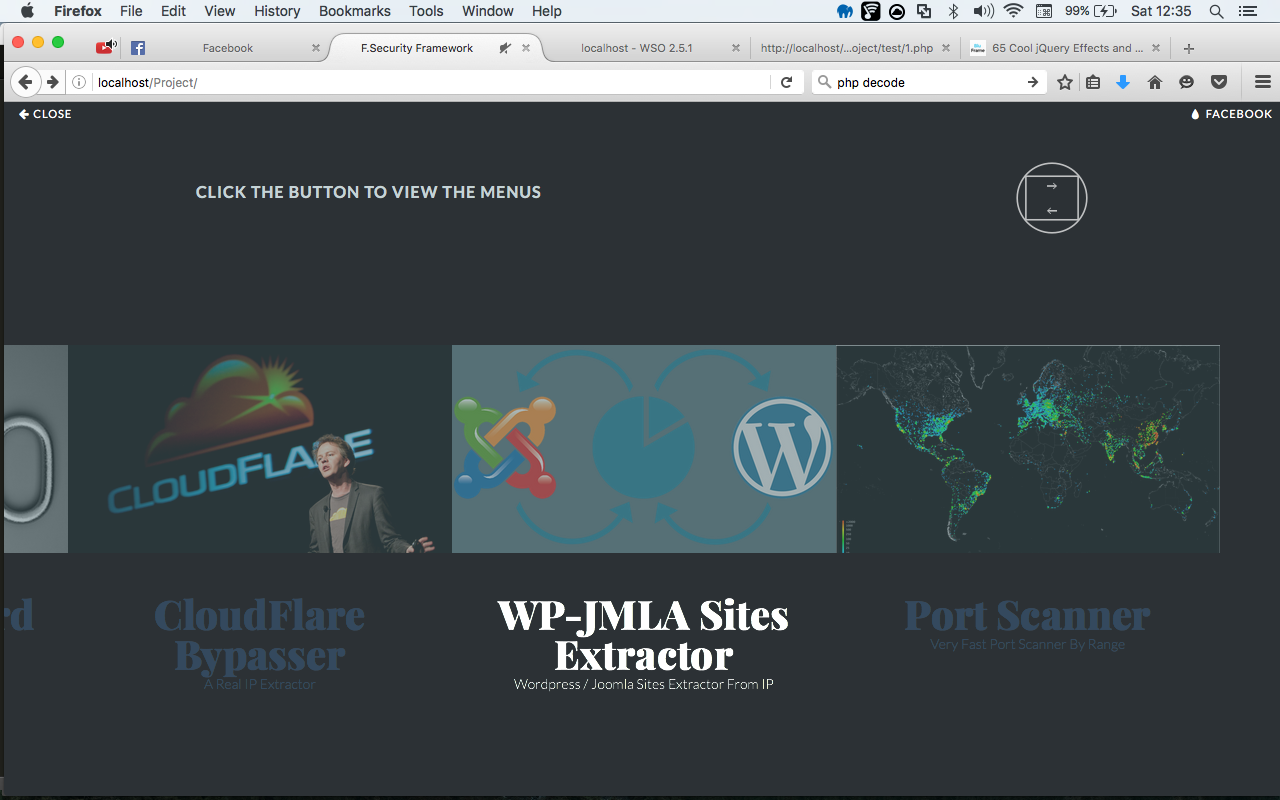 Firefox File Edit View History Bookmarks Tools Window Help 99% Sat 12:35
Facebook F.Security Framework localhost - WSO 2.5.1 http://localhost/...oject/test/1.php 65 Cool jQuery Effects and ...
localhost/Project/ php decode
CLOSE FACEBOOK
CLICK THE BUTTON TO VIEW THE MENUS
CLOUDFLARE
rd
CloudFlare
Bypasser
A Real IP Extractor
WP-JMLA Sites
Extractor
Wordpress / Joomla Sites Extractor From IP
Port Scanner
Very Fast Port Scanner By Range